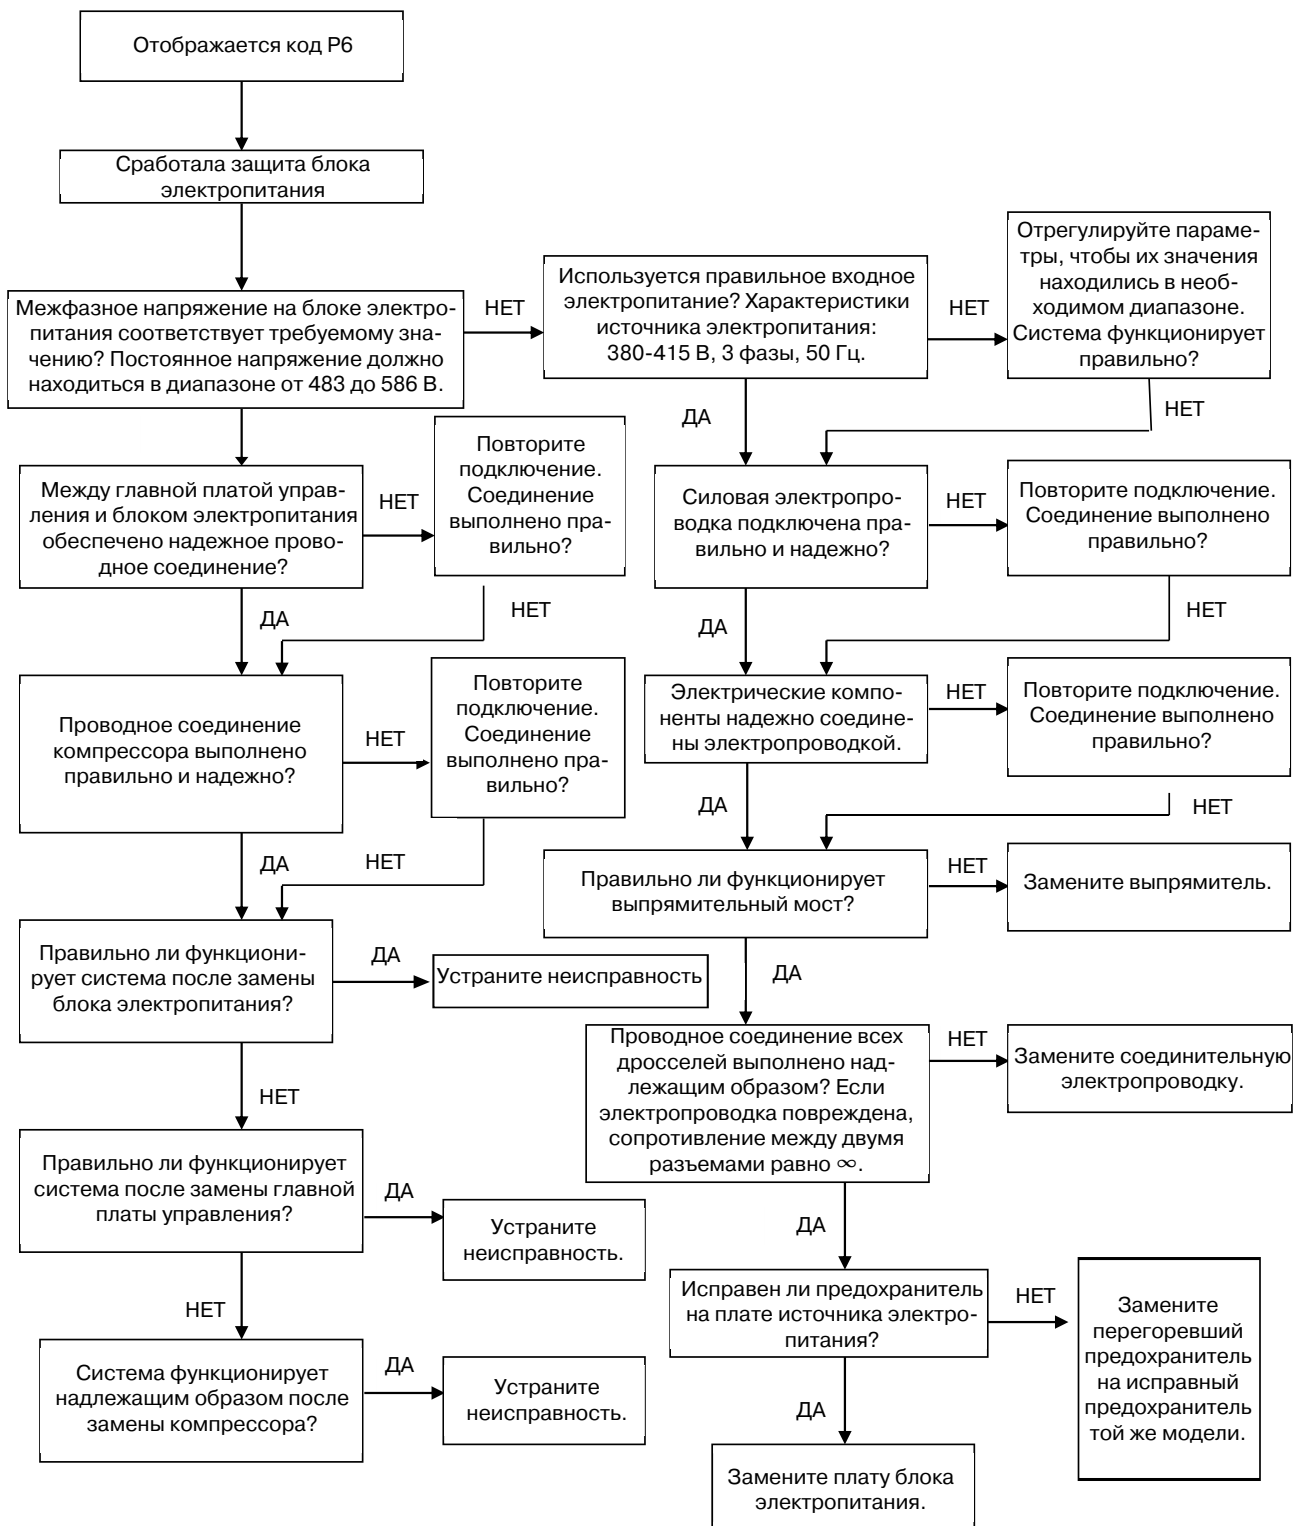 Отображается код P6
Сработала защита блока
электропитания
Межфазное напряжение на блоке электро-
питания соответствует требуемому зна-
чению? Постоянное напряжение должно
находиться в диапазоне от 483 до 586 В.
НЕТ
Используется правильное входное
электропитание? Характеристики
источника электропитания:
380-415 В, 3 фазы, 50 Гц.
НЕТ
Отрегулируйте параме-
тры, чтобы их значения
находились в необ-
ходимом диапазоне.
Система функционирует
правильно?
ДА
НЕТ
Между главной платой управ-
ления и блоком электропитания
обеспечено надежное прово-
дное соединение?
НЕТ
Повторите
подключение.
Соединение
выполнено пра-
вильно?
Силовая электропро-
водка подключена пра-
вильно и надежно?
НЕТ
Повторите подключение.
Соединение выполнено
правильно?
ДА
НЕТ
ДА
НЕТ
Проводное соединение
компрессора выполнено
правильно и надежно?
НЕТ
Повторите
подключение.
Соединение
выполнено пра-
вильно?
Электрические компо-
ненты надежно соедине-
ны электропроводкой.
НЕТ
Повторите подключение.
Соединение выполнено
правильно?
ДА
НЕТ
ДА
НЕТ
Правильно ли функционирует
выпрямительный мост?
НЕТ
Замените выпрямитель.
Правильно ли функциони-
рует система после замены
блока электропитания?
ДА
Устраните неисправность
ДА
Проводное соединение всех
дросселей выполнено над-
лежащим образом? Если
электропроводка повреждена,
сопротивление между двумя
разъемами равно ∞.
НЕТ
Замените соединительную
электропроводку.
НЕТ
Правильно ли функционирует
система после замены главной
платы управления?
ДА
Устраните
неисправность.
ДА
Исправен ли предохранитель
на плате источника электро-
питания?
НЕТ
Замените
перегоревший
предохранитель
на исправный
предохранитель
той же модели.
НЕТ
Система функционирует
надлежащим образом после
замены компрессора?
ДА
Устраните
неисправность.
ДА
Замените плату блока
электропитания.